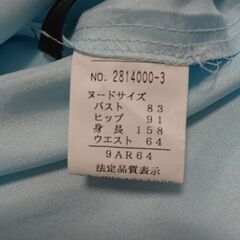 NO. 2814000-3
ヌードサイズ
バスト 83
ヒップ 91
身長 158
ウエスト 64
9AR64
法定品質表示